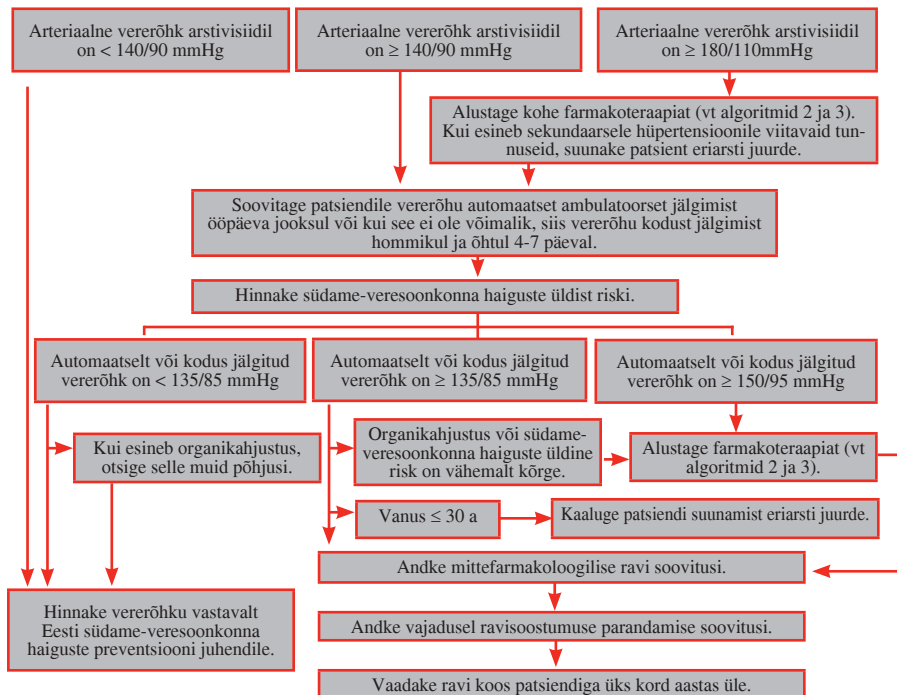 Arteriaalne vererõhk arstivisiidil
on < 140/90 mmHg
Arteriaalne vererõhk arstivisiidil
on ≥ 140/90 mmHg
Arteriaalne vererõhk arstivisiidil
on ≥ 180/110mmHg
Alustage kohe farmakoteraapiat (vt algoritmid 2 ja 3).
Kui esineb sekundaarsele hüpertensioonile viitavaid tun-
nuseid, suunake patsient eriarsti juurde.
Soovitage patsiendile vererõhu automaatset ambulatoorset jälgimist
ööpäeva jooksul või kui see ei ole võimalik, siis vererõhu kodust jälgimist
hommikul ja õhtul 4-7 päeval.
Hinnake südame-veresoonkonna haiguste üldist riski.
Automaatselt või kodus jälgitud
vererõhk on < 135/85 mmHg
Automaatselt või kodus jälgitud
vererõhk on ≥ 135/85 mmHg
Automaatselt või kodus jälgitud
vererõhk on ≥ 150/95 mmHg
Kui esineb organikahjustus,
otsige selle muid põhjusi.
Organikahjustus või südame-
veresoonkonna haiguste üldine
risk on vähemalt kõrge.
Alustage farmakoteraapiat (vt
algoritmid 2 ja 3).
Vanus ≤ 30 a
Kaaluge patsiendi suunamist eriarsti juurde.
Andke mittefarmakoloogilise ravi soovitusi.
Hinnake vererõhku vastavalt
Eesti südame-veresoonkonna
haiguste preventsiooni juhendile.
Andke vajadusel ravisoostumuse parandamise soovitusi.
Vaadake ravi koos patsiendiga üks kord aastas üle.